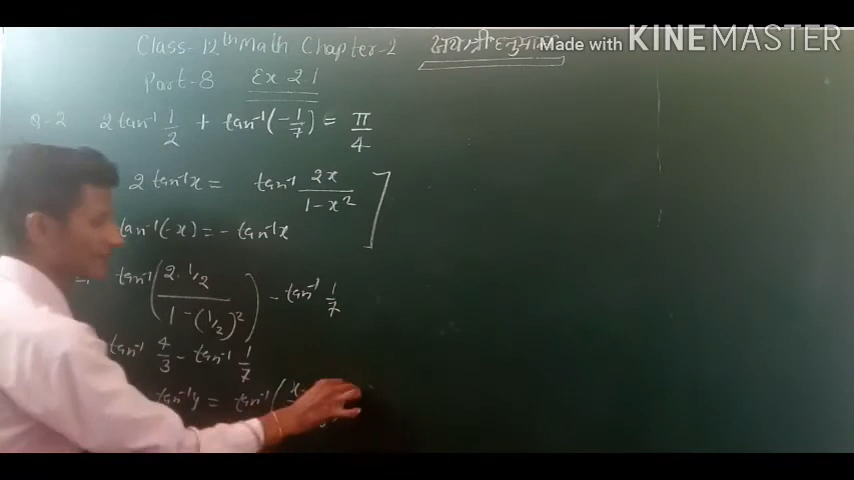 Class-12th Math Chapter-2 जय श्री हनुमान
Made with KINEMASTER
Part-8 Ex 2.1
Q-2 2 tan⁻¹ 1/2 + tan⁻¹(-1/7) = π/4
2 tan⁻¹x = tan⁻¹ 2x/1-x²
tan⁻¹(-x) = - tan⁻¹x
= tan⁻¹(2·1/2 / 1-(1/2)²) - tan⁻¹ 1/7
tan⁻¹ 4/3 - tan⁻¹ 1/7
tan⁻¹y = tan⁻¹(x-